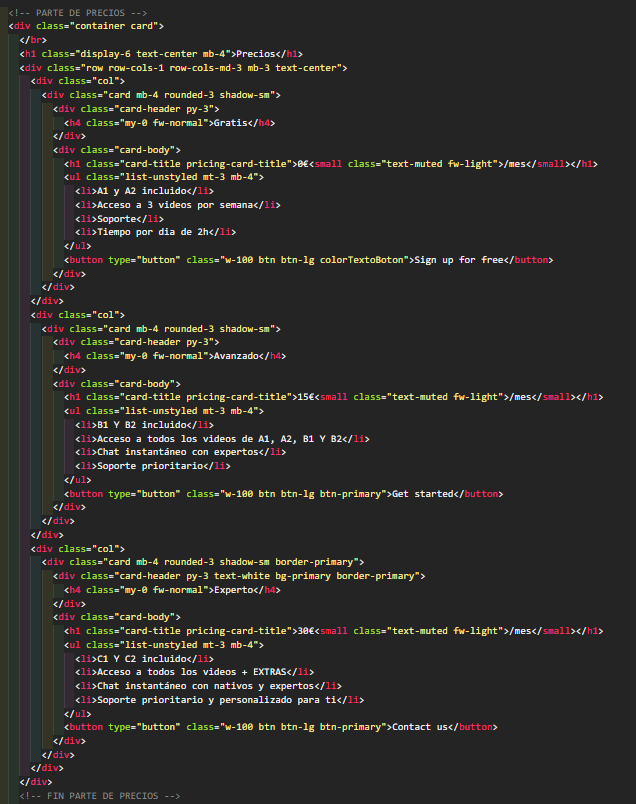 <!-- PARTE DE PRECIOS -->
<div class="container card">
</br>
<h1 class="display-6 text-center mb-4">Precios</h1>
<div class="row row-cols-1 row-cols-md-3 mb-3 text-center">
<div class="col">
<div class="card mb-4 rounded-3 shadow-sm">
<div class="card-header py-3">
<h4 class="my-0 fw-normal">Gratis</h4>
</div>
<div class="card-body">
<h1 class="card-title pricing-card-title">0€<small class="text-muted fw-light">/mes</small></h1>
<ul class="list-unstyled mt-3 mb-4">
<li>A1 y A2 incluido</li>
<li>Acceso a 3 videos por semana</li>
<li>Soporte</li>
<li>Tiempo por dia de 2h</li>
</ul>
<button type="button" class="w-100 btn btn-lg colorTextoBoton">Sign up for free</button>
</div>
</div>
</div>
<div class="col">
<div class="card mb-4 rounded-3 shadow-sm">
<div class="card-header py-3">
<h4 class="my-0 fw-normal">Avanzado</h4>
</div>
<div class="card-body">
<h1 class="card-title pricing-card-title">15€<small class="text-muted fw-light">/mes</small></h1>
<ul class="list-unstyled mt-3 mb-4">
<li>B1 Y B2 incluido</li>
<li>Acceso a todos los videos de A1, A2, B1 Y B2</li>
<li>Chat instantáneo con expertos</li>
<li>Soporte prioritario</li>
</ul>
<button type="button" class="w-100 btn btn-lg btn-primary">Get started</button>
</div>
</div>
</div>
<div class="col">
<div class="card mb-4 rounded-3 shadow-sm border-primary">
<div class="card-header py-3 text-white bg-primary border-primary">
<h4 class="my-0 fw-normal">Experto</h4>
</div>
<div class="card-body">
<h1 class="card-title pricing-card-title">30€<small class="text-muted fw-light">/mes</small></h1>
<ul class="list-unstyled mt-3 mb-4">
<li>C1 Y C2 incluido</li>
<li>Acceso a todos los videos + EXTRAS</li>
<li>Chat instantáneo con nativos y expertos</li>
<li>Soporte prioritario y personalizado para ti</li>
</ul>
<button type="button" class="w-100 btn btn-lg btn-primary">Contact us</button>
</div>
</div>
</div>
</div>
<!-- FIN PARTE DE PRECIOS -->